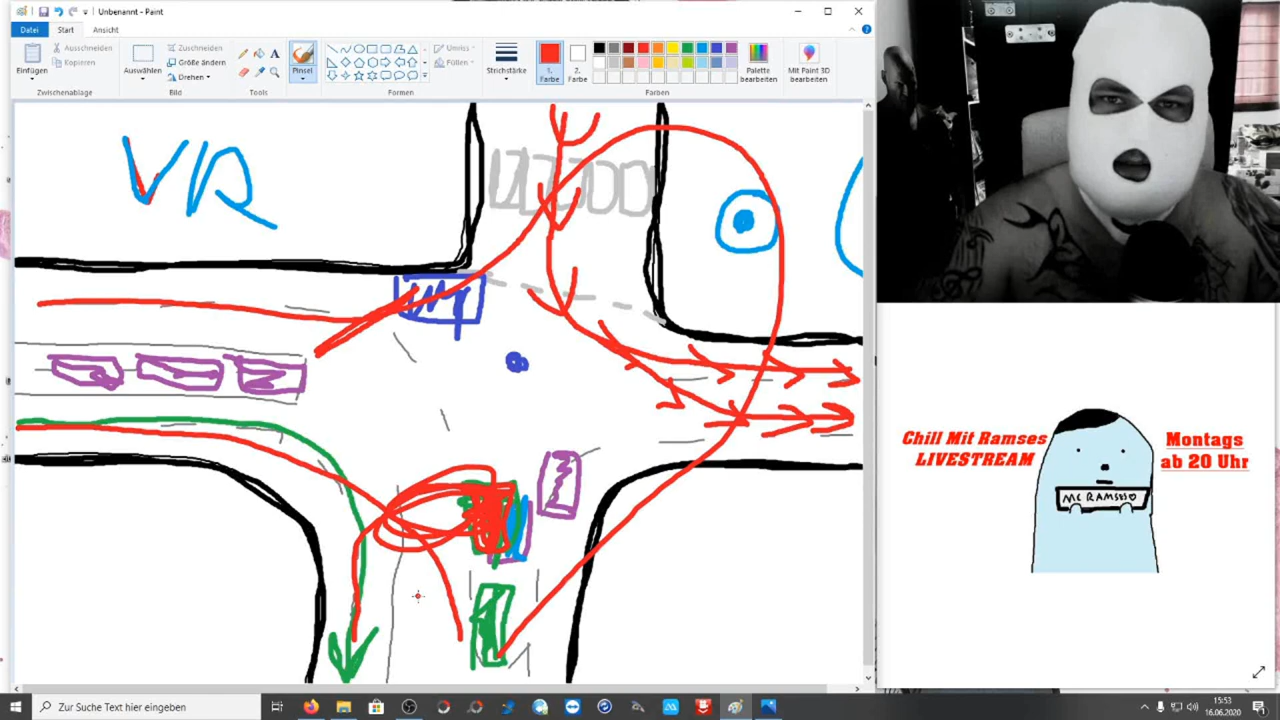 Unbenannt - Paint
Datei Start Ansicht
Einfügen
Ausschneiden
Kopieren
Zwischenablage
Auswählen
Zuschneiden
Größe ändern
Drehen
Bild
Tools
Pinsel
Formen
Umriss
Füllen
Strichstärke
1. Farbe
2. Farbe
Palette bearbeiten
Farben
Mit Paint 3D bearbeiten
VR
Chill Mit Ramses
LIVESTREAM
Montags
ab 20 Uhr
MC RAMSES
Zur Suche Text hier eingeben
15:53
16.06.2020